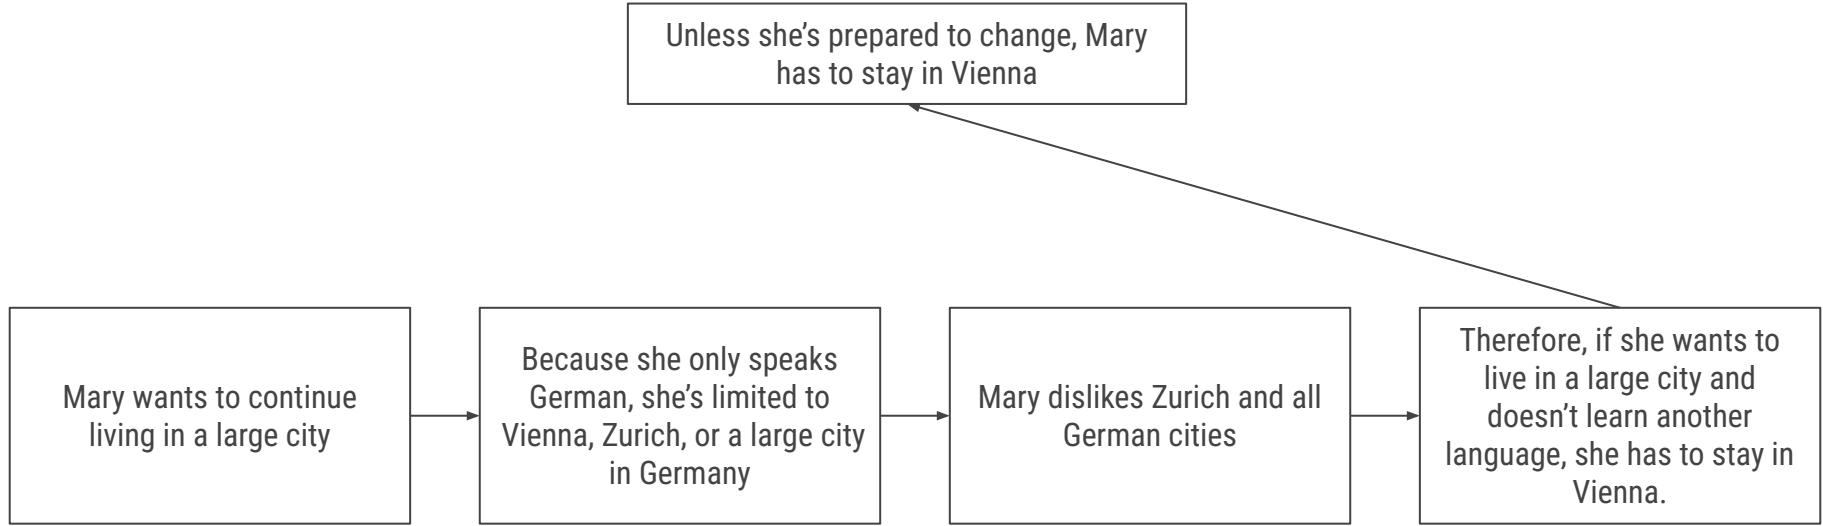 Unless she’s prepared to change, Mary
has to stay in Vienna
Mary wants to continue
living in a large city
Because she only speaks
German, she’s limited to
Vienna, Zurich, or a large city
in Germany
Mary dislikes Zurich and all
German cities
Therefore, if she wants to
live in a large city and
doesn’t learn another
language, she has to stay in
Vienna.